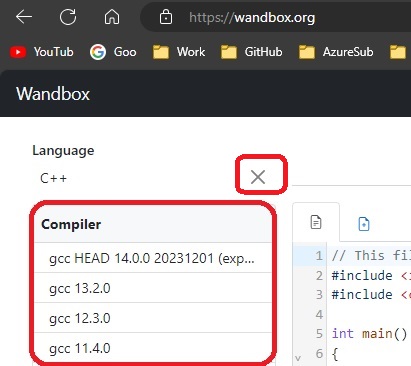 https://wandbox.org
YouTube
Goo
Work
GitHub
AzureSub
Wandbox
Language
C++
Compiler
gcc HEAD 14.0.0 20231201 (exp...
gcc 13.2.0
gcc 12.3.0
gcc 11.4.0
1 // This fil
2 #include <i
3 #include <c
4
5 int main()
6 {